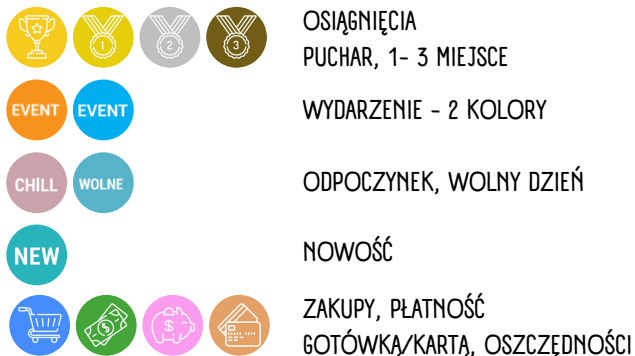 1 2 3
OSIĄGNIĘCIA
PUCHAR, 1- 3 MIEJSCE
EVENT EVENT WYDARZENIE - 2 KOLORY
CHILL WOLNE ODPOCZYNEK, WOLNY DZIEŃ
NEW NOWOŚĆ
$ $
ZAKUPY, PŁATNOŚĆ
GOTÓWKĄ/KARTĄ, OSZCZĘDNOŚCI